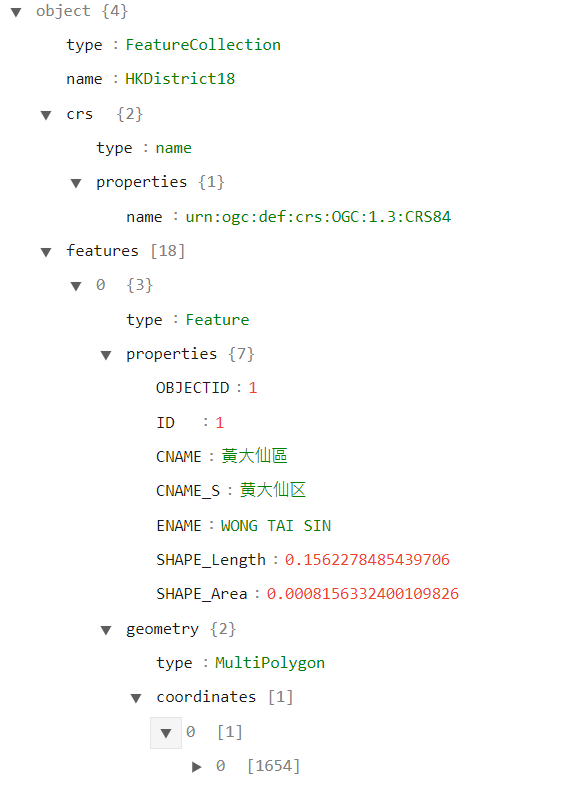 object {4}
type : FeatureCollection
name : HKDistrict18
crs {2}
type : name
properties {1}
name : urn:ogc:def:crs:OGC:1.3:CRS84
features [18]
0 {3}
type : Feature
properties {7}
OBJECTID : 1
ID : 1
CNAME : 黃大仙區
CNAME_S : 黄大仙区
ENAME : WONG TAI SIN
SHAPE_Length : 0.1562278485439706
SHAPE_Area : 0.0008156332400109826
geometry {2}
type : MultiPolygon
coordinates [1]
0 [1]
0 [1654]